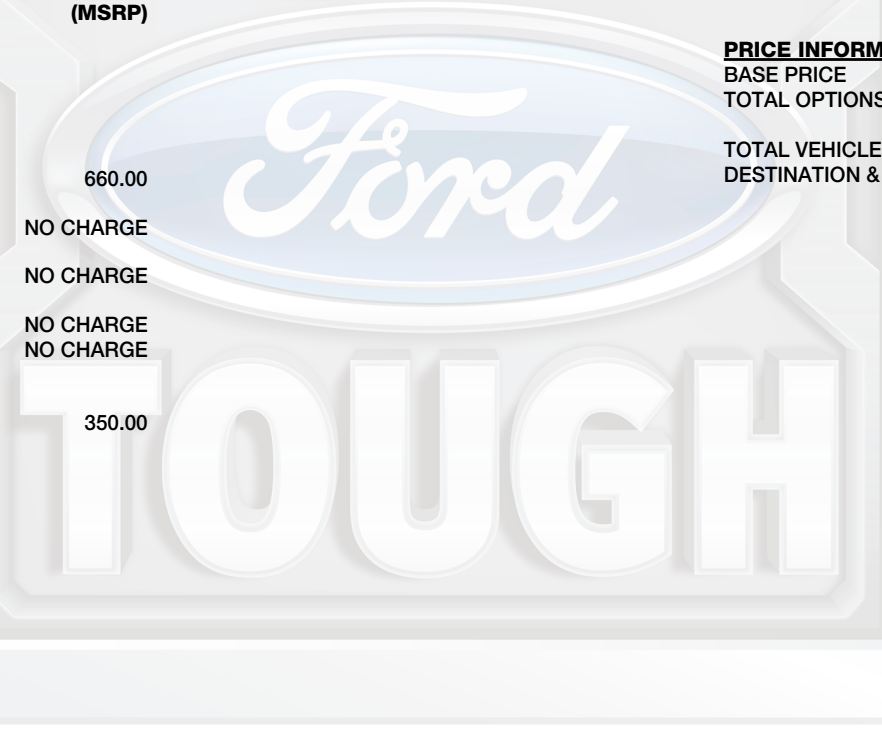 (MSRP)
660.00
NO CHARGE
NO CHARGE
NO CHARGE
NO CHARGE
350.00
PRICE INFORM
BASE PRICE
TOTAL OPTIONS
TOTAL VEHICLE
DESTINATION &
Ford
TOUGH